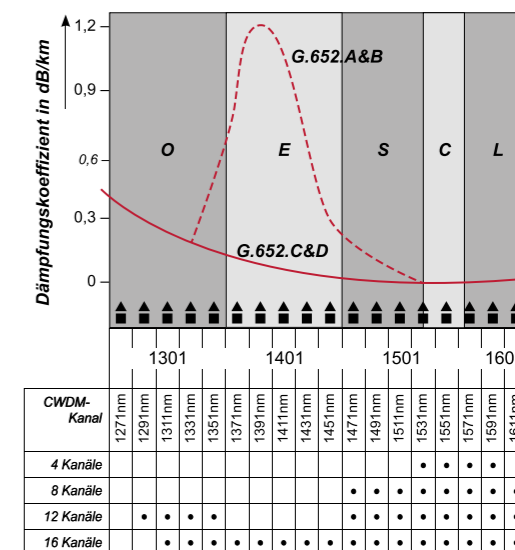 Dämpfungskoeffizient in dB/km
1,2
0,9
0,6
0,3
0
G.652.A&B
O E S C L
G.652.C&D
1301 1401 1501 160
CWDM-
Kanal
1271nm 1291nm 1311nm 1331nm 1351nm 1371nm 1391nm 1411nm 1431nm 1451nm 1471nm 1491nm 1511nm 1531nm 1551nm 1571nm 1591nm 1611nm
4 Kanäle
8 Kanäle
12 Kanäle
16 Kanäle